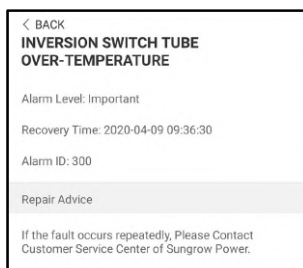 < BACK
INVERSION SWITCH TUBE
OVER-TEMPERATURE
Alarm Level: Important
Recovery Time: 2020-04-09 09:36:30
Alarm ID: 300
Repair Advice
If the fault occurs repeatedly, Please Contact
Customer Service Center of Sungrow Power.